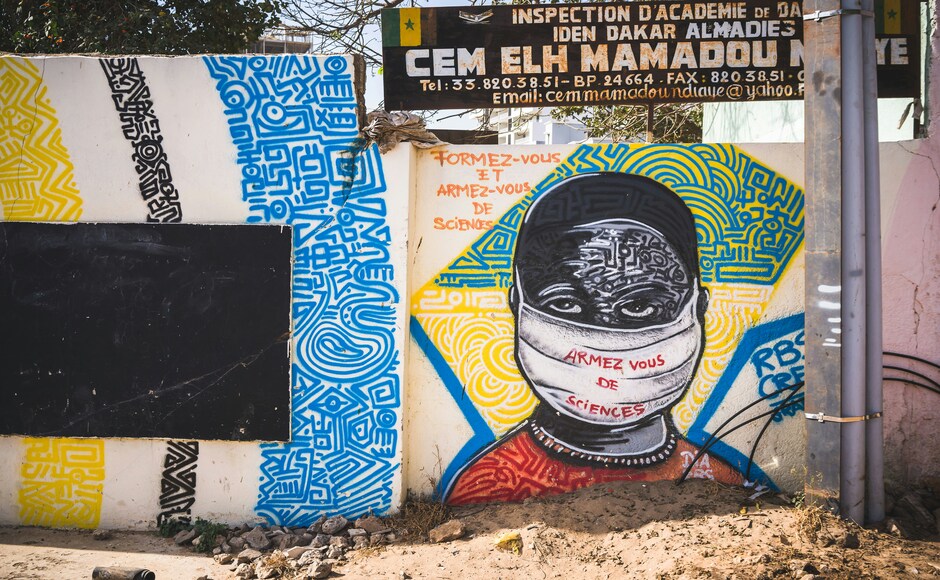 INSPECTION D'ACADEMIE DE DA
IDEN DAKAR ALMADIES
CEM ELH MAMADOU N YE
Tel: 33.820.38.51 - BP: 24664 - FAX: 820.38.51 -
Email: cemmamadoundiaye@yahoo.F
FORMEZ-VOUS
ET
ARMEZ-VOUS
DE
SCIENCES
ARMEZ VOUS
DE
SCIENCES
RBS
CRE